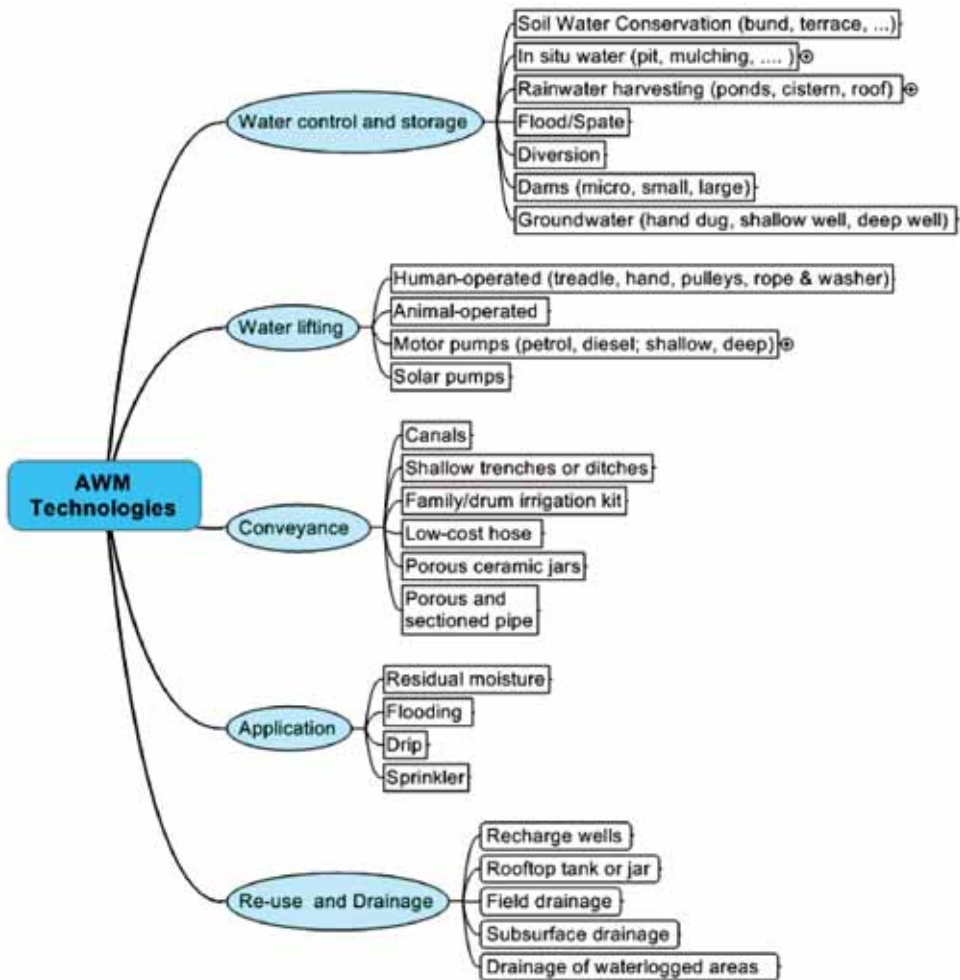 AWM
Technologies
Water control and storage
Soil Water Conservation (bund, terrace, ...)
In situ water (pit, mulching, .... )
Rainwater harvesting (ponds, cistern, roof)
Flood/Spate
Diversion
Dams (micro, small, large)
Groundwater (hand dug, shallow well, deep well)
Water lifting
Human-operated (treadle, hand, pulleys, rope & washer)
Animal-operated
Motor pumps (petrol, diesel; shallow, deep)
Solar pumps
Conveyance
Canals
Shallow trenches or ditches
Family/drum irrigation kit
Low-cost hose
Porous ceramic jars
Porous and
sectioned pipe
Application
Residual moisture
Flooding
Drip
Sprinkler
Re-use and Drainage
Recharge wells
Rooftop tank or jar
Field drainage
Subsurface drainage
Drainage of waterlogged areas